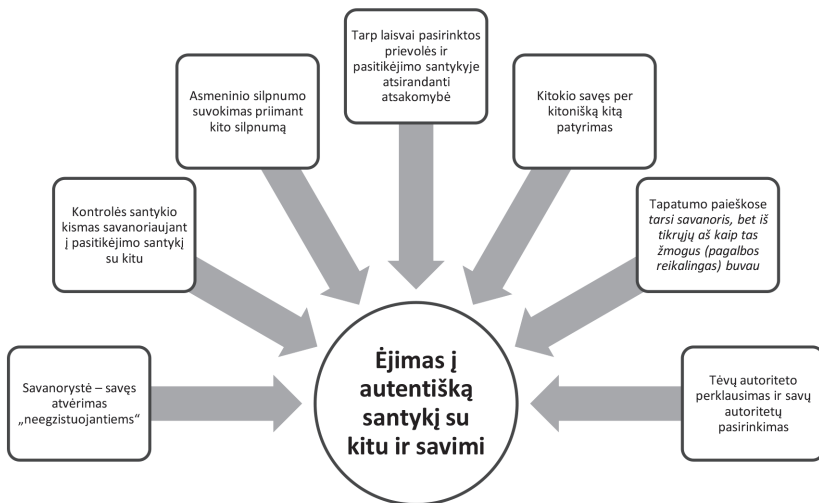 Tarp laisvai pasirinktos
prievolės ir
pasitikėjimo santykyje
atsirandanti
atsakomybė
Asmeninio silpnumo
suvokimas priimant
kito silpnumą
Kitokio savęs per
kitonišką kitą
patyrimas
Kontrolės santykio
kismas savanoriaujant
į pasitikėjimo santykį
su kitu
Tapatumo paieškose
tarsi savanoris, bet iš
tikrųjų aš kaip tas
žmogus (pagalbos
reikalingas) buvau
Savanorystė – savęs
atvėrimas
„neegzistuojantiems“
Ėjimas į
autentišką
santykį su
kitu ir savimi
Tėvų autoriteto
perklausimas ir savų
autoritetų
pasirinkimas